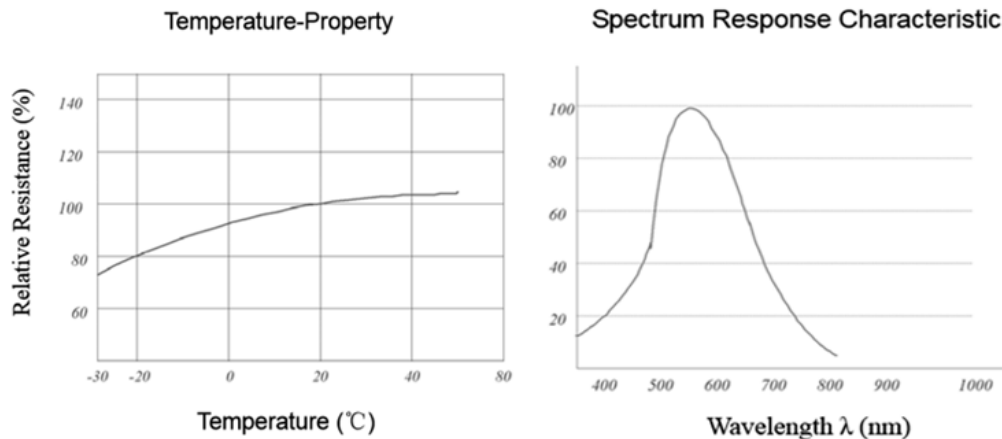 Temperature-Property
Relative Resistance (%)
140
120
100
80
60
-30 -20 0 20 40 80
Temperature (℃)
Spectrum Response Characteristic
100
80
60
40
20
400 500 600 700 800 900 1000
Wavelength λ (nm)